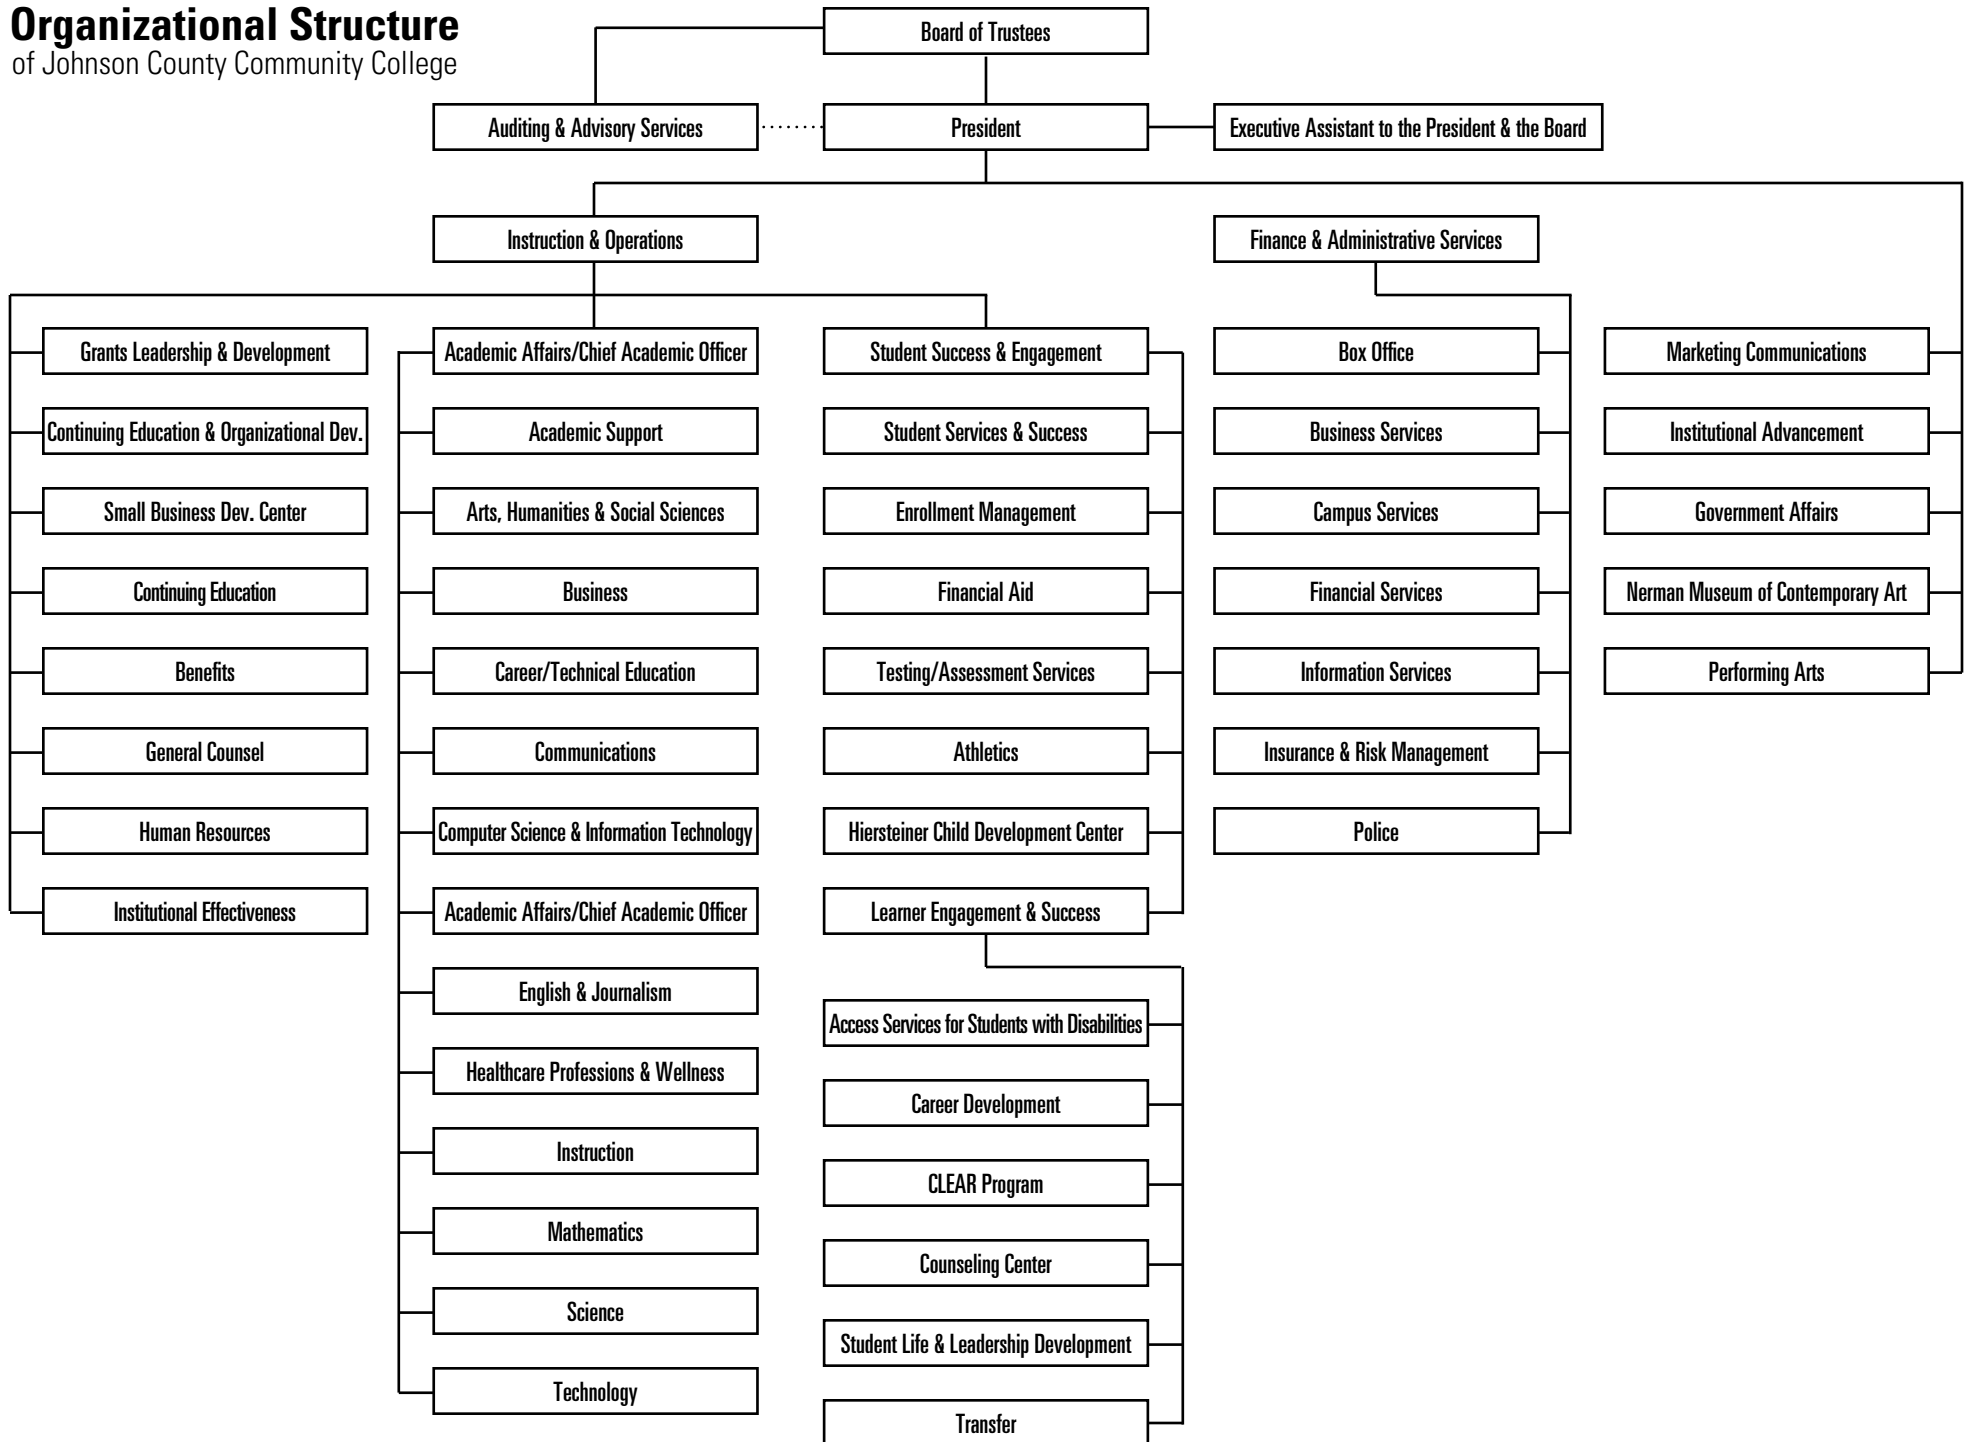 Organizational Structure
of Johnson County Community College
Board of Trustees
Auditing & Advisory Services
President
Executive Assistant to the President & the Board
Instruction & Operations
Finance & Administrative Services
Grants Leadership & Development
Continuing Education & Organizational Dev.
Small Business Dev. Center
Continuing Education
Benefits
General Counsel
Human Resources
Institutional Effectiveness
Academic Affairs/Chief Academic Officer
Academic Support
Arts, Humanities & Social Sciences
Business
Career/Technical Education
Communications
Computer Science & Information Technology
Academic Affairs/Chief Academic Officer
English & Journalism
Healthcare Professions & Wellness
Instruction
Mathematics
Science
Technology
Student Success & Engagement
Student Services & Success
Enrollment Management
Financial Aid
Testing/Assessment Services
Athletics
Hiersteiner Child Development Center
Learner Engagement & Success
Access Services for Students with Disabilities
Career Development
CLEAR Program
Counseling Center
Student Life & Leadership Development
Transfer
Box Office
Business Services
Campus Services
Financial Services
Information Services
Insurance & Risk Management
Police
Marketing Communications
Institutional Advancement
Government Affairs
Nerman Museum of Contemporary Art
Performing Arts